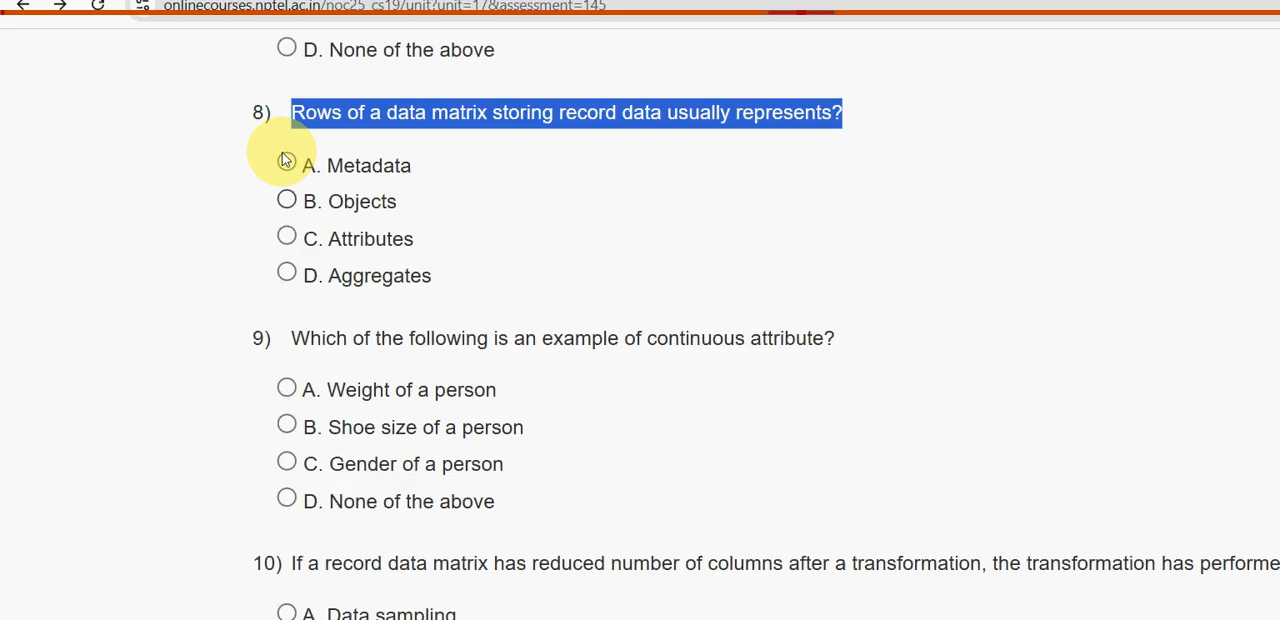 onlinecourses.nptel.ac.in/noc25_cs19/unit?unit=17&assessment=145
D. None of the above
8) Rows of a data matrix storing record data usually represents?
A. Metadata
B. Objects
C. Attributes
D. Aggregates
9) Which of the following is an example of continuous attribute?
A. Weight of a person
B. Shoe size of a person
C. Gender of a person
D. None of the above
10) If a record data matrix has reduced number of columns after a transformation, the transformation has performe
A. Data sampling